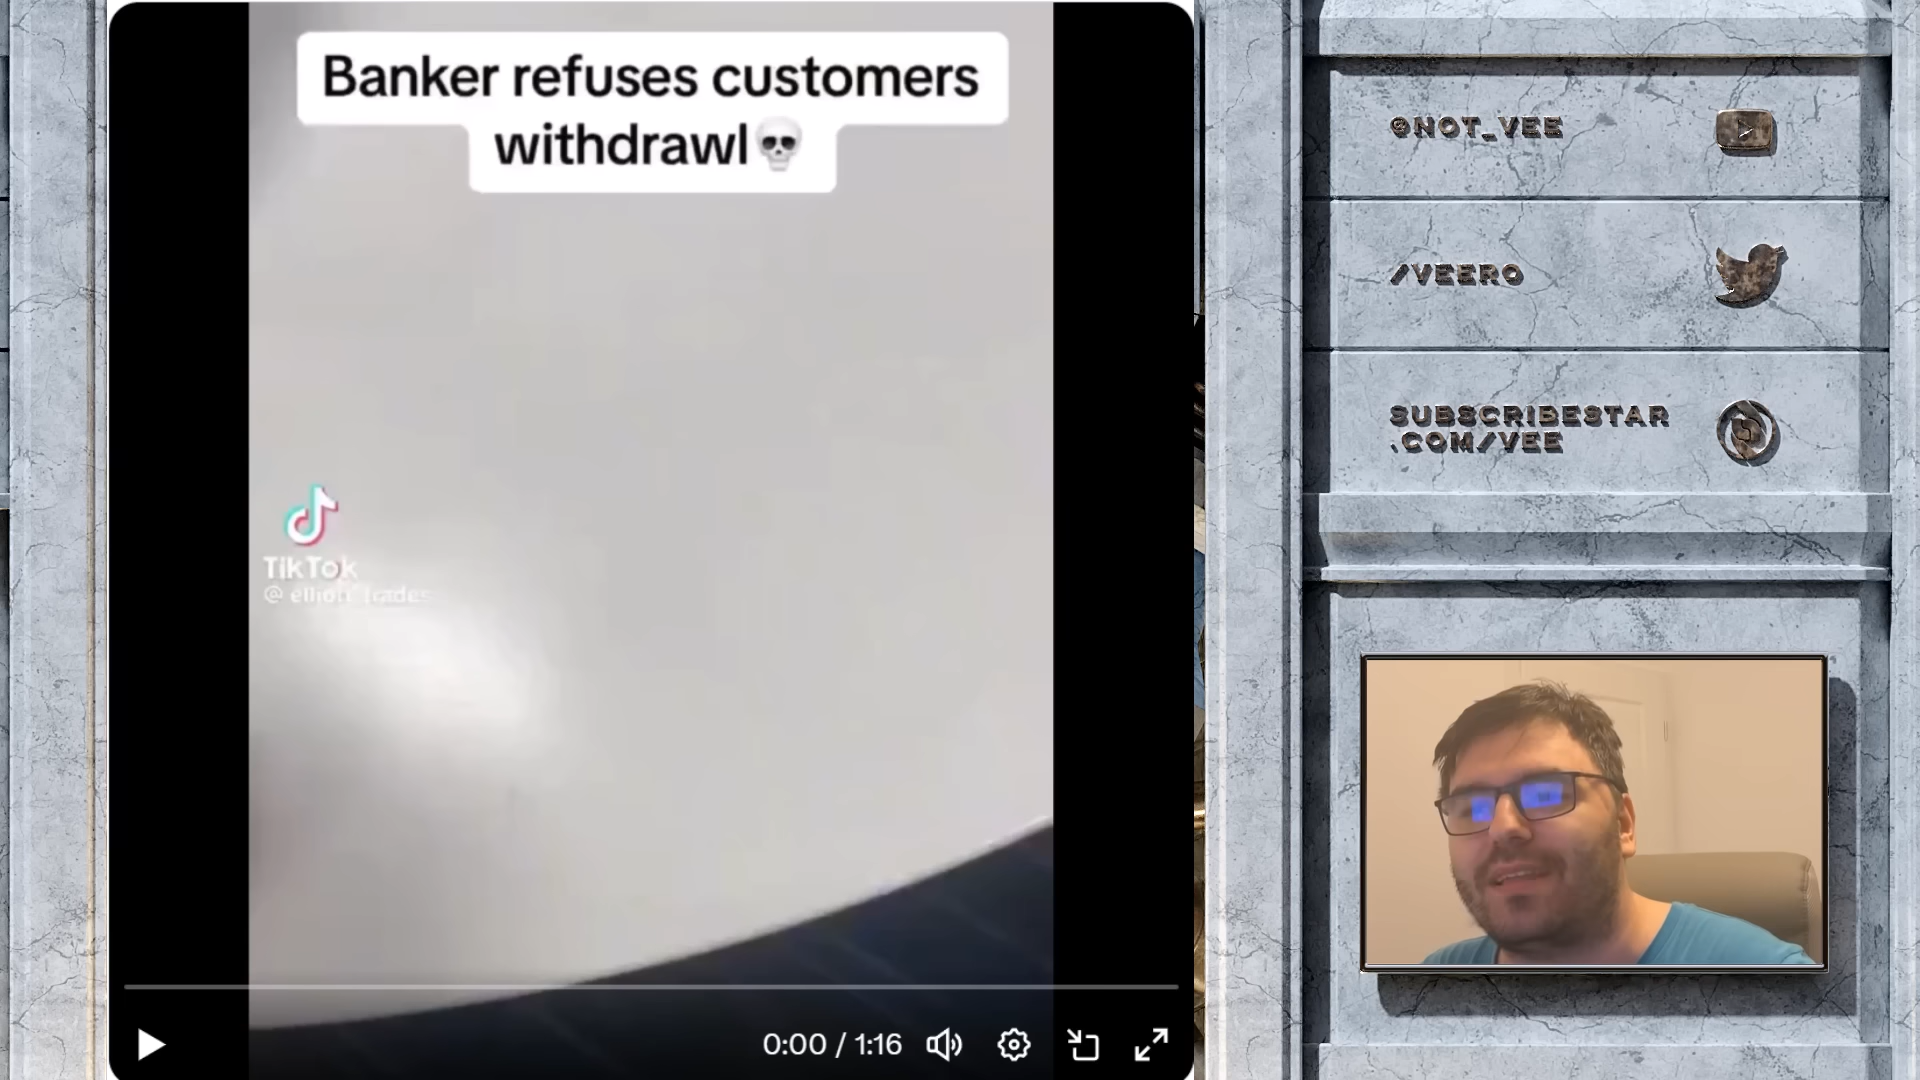 Banker refuses customers
withdrawl💀
TikTok
0:00 / 1:16
@NOT_VEE
/VEERO
SUBSCRIBESTAR
.COM/VEE